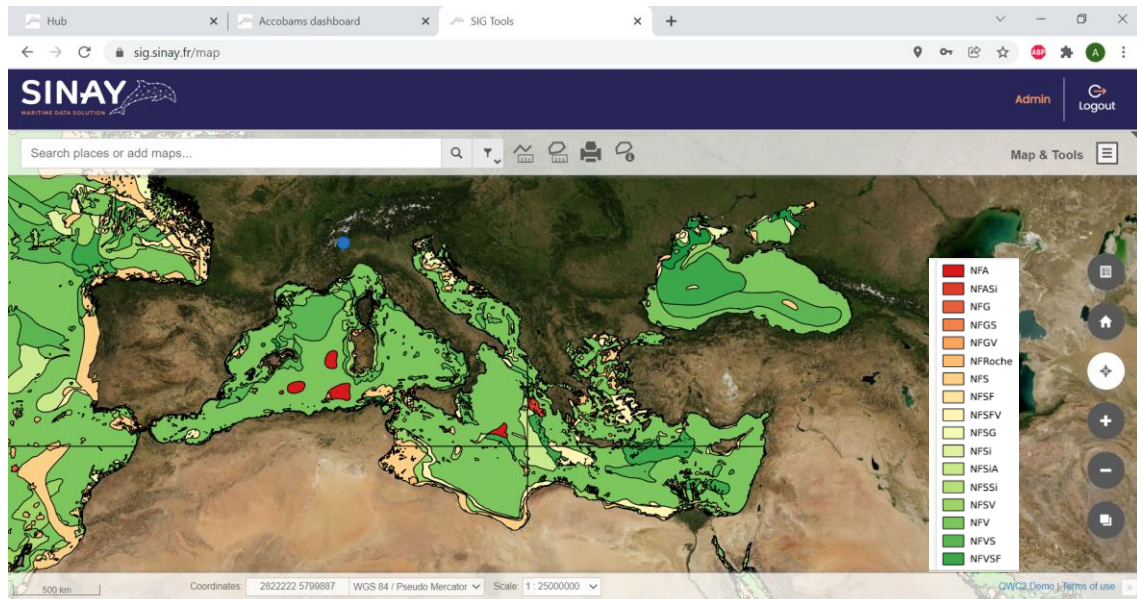 Hub
Accobams dashboard
SIG Tools
sig.sinay.fr/map
ABP
A
SINAY
MARITIME DATA SOLUTION
Admin
Logout
Search places or add maps...
Map & Tools
NFA
NFASi
NFG
NFGS
NFGV
NFRoche
NFS
NFSF
NFSFV
NFSG
NFSi
NFSiA
NFSSi
NFSV
NFV
NFVS
NFVSF
500 km
Coordinates: 2822222 5799887 WGS 84 / Pseudo Mercator Scale: 1 : 25000000
QWC2 Demo | Terms of use